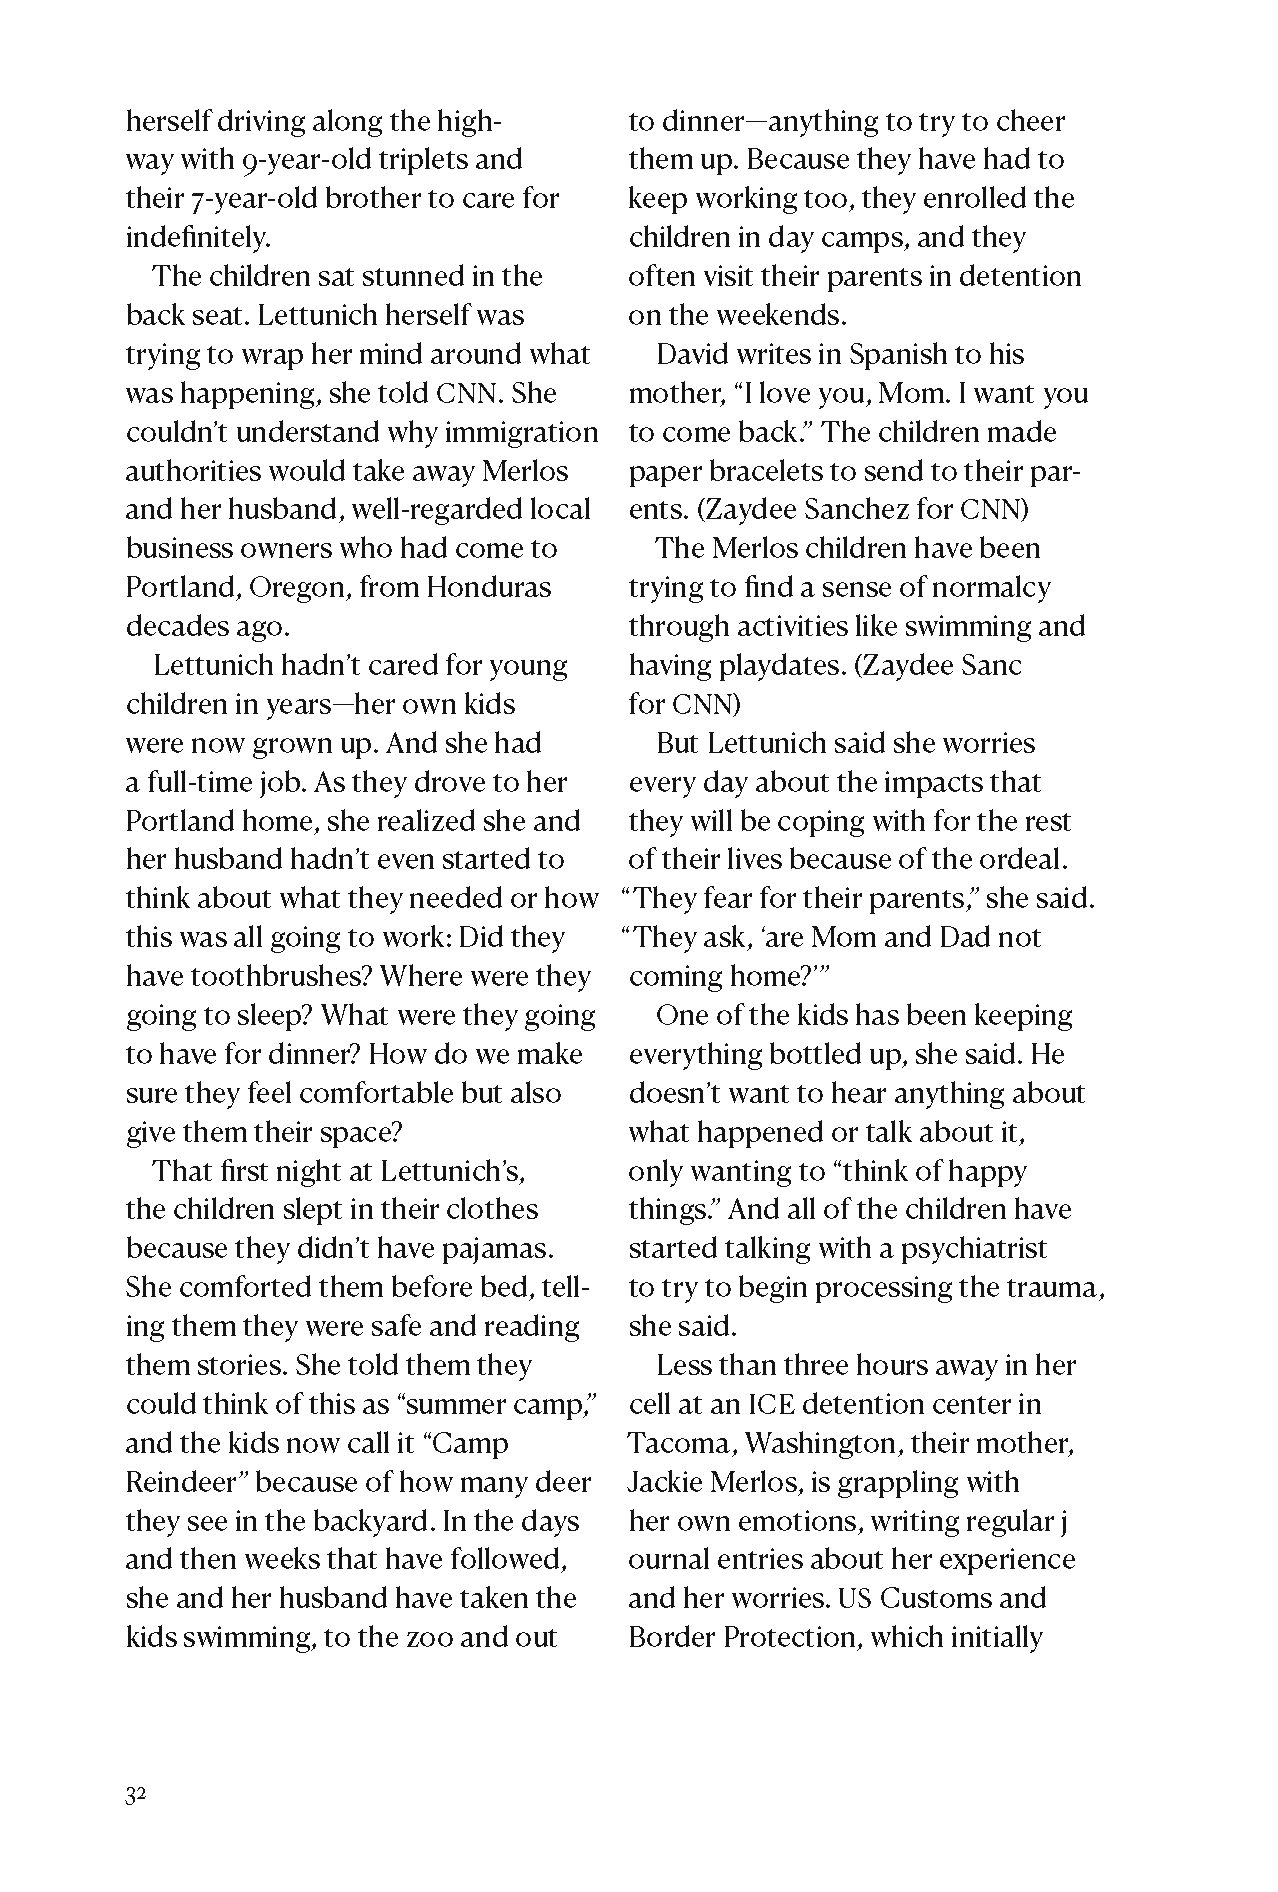 herself driving along the high-
way with 9-year-old triplets and
their 7-year-old brother to care for
indefinitely.
The children sat stunned in the
back seat. Lettunich herself was
trying to wrap her mind around what
was happening, she told CNN. She
couldn’t understand why immigration
authorities would take away Merlos
and her husband, well-regarded local
business owners who had come to
Portland, Oregon, from Honduras
decades ago.
Lettunich hadn’t cared for young
children in years—her own kids
were now grown up. And she had
a full-time job. As they drove to her
Portland home, she realized she and
her husband hadn’t even started to
think about what they needed or how
this was all going to work: Did they
have toothbrushes? Where were they
going to sleep? What were they going
to have for dinner? How do we make
sure they feel comfortable but also
give them their space?
That first night at Lettunich’s,
the children slept in their clothes
because they didn’t have pajamas.
She comforted them before bed, tell-
ing them they were safe and reading
them stories. She told them they
could think of this as “summer camp,”
and the kids now call it “Camp
Reindeer” because of how many deer
they see in the backyard. In the days
and then weeks that have followed,
she and her husband have taken the
kids swimming, to the zoo and out
to dinner—anything to try to cheer
them up. Because they have had to
keep working too, they enrolled the
children in day camps, and they
often visit their parents in detention
on the weekends.
David writes in Spanish to his
mother, “I love you, Mom. I want you
to come back.” The children made
paper bracelets to send to their par-
ents. (Zaydee Sanchez for CNN)
The Merlos children have been
trying to find a sense of normalcy
through activities like swimming and
having playdates. (Zaydee Sanc
for CNN)
But Lettunich said she worries
every day about the impacts that
they will be coping with for the rest
of their lives because of the ordeal.
“They fear for their parents,” she said.
“They ask, ‘are Mom and Dad not
coming home?’”
One of the kids has been keeping
everything bottled up, she said. He
doesn’t want to hear anything about
what happened or talk about it,
only wanting to “think of happy
things.” And all of the children have
started talking with a psychiatrist
to try to begin processing the trauma,
she said.
Less than three hours away in her
cell at an ICE detention center in
Tacoma, Washington, their mother,
Jackie Merlos, is grappling with
her own emotions, writing regular j
ournal entries about her experience
and her worries. US Customs and
Border Protection, which initially
32